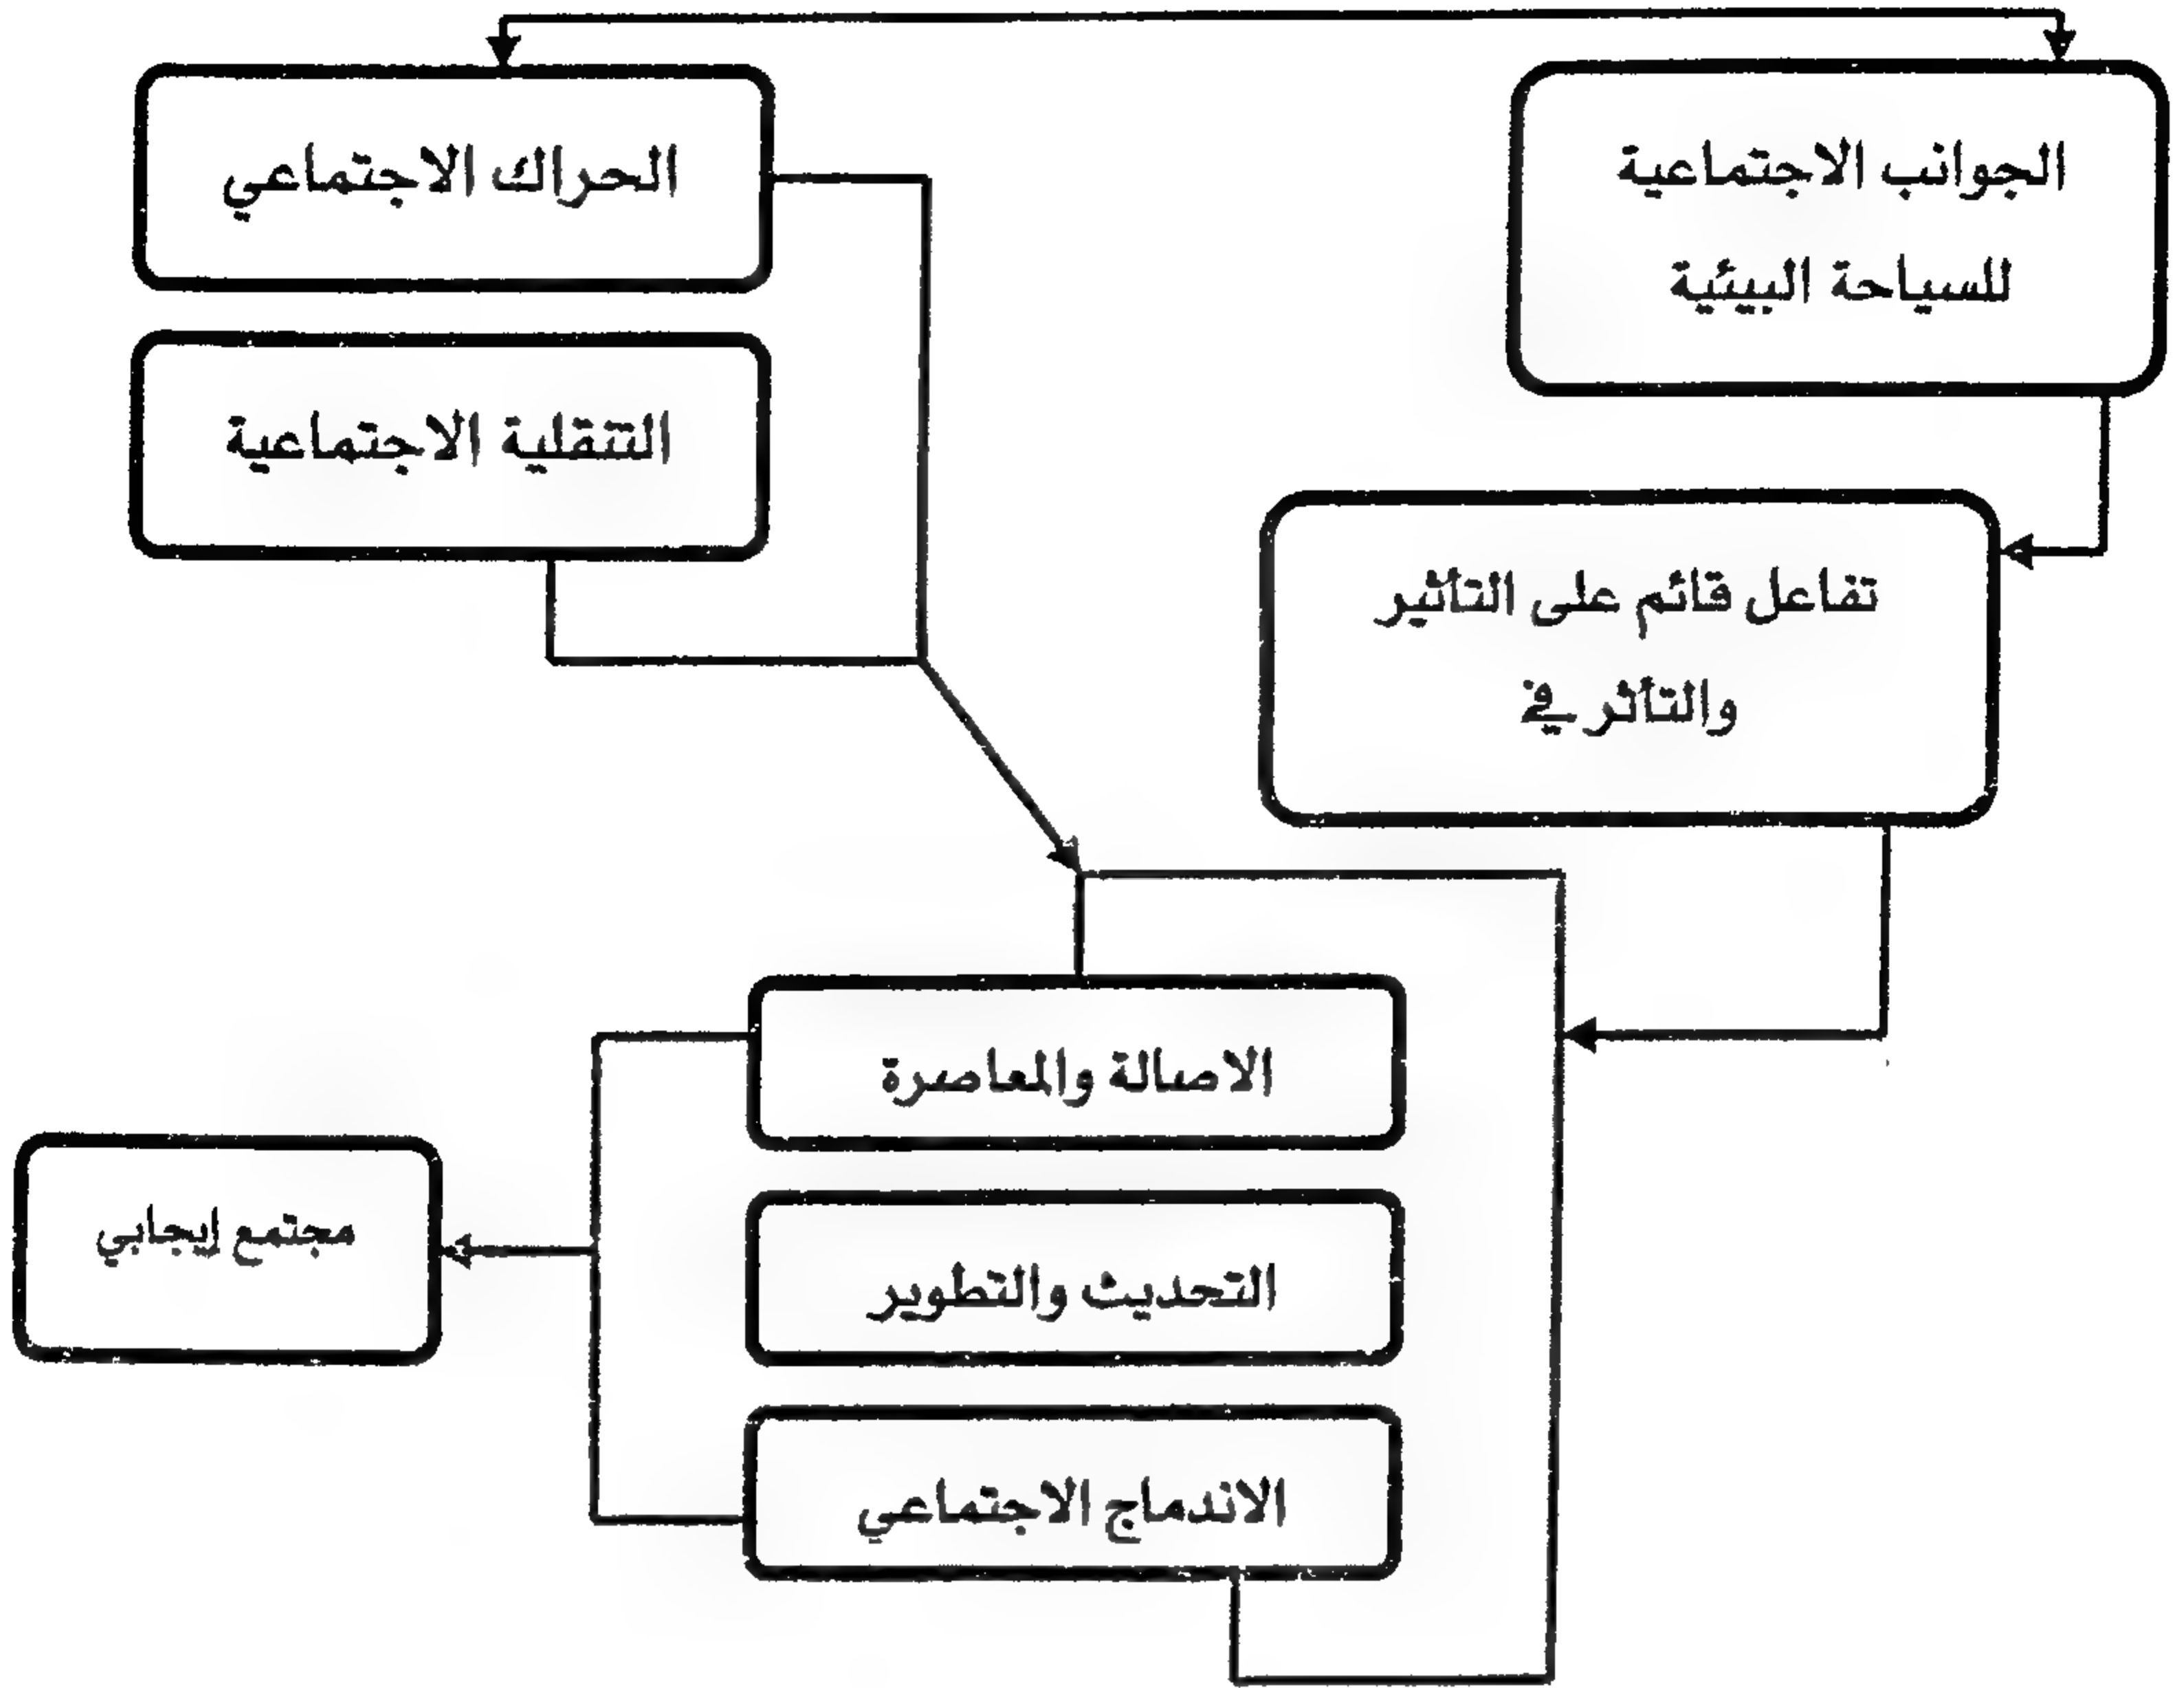 الجوانب الاجتماعية
للسياحة البيئية
الحراك الاجتماعي
التنقلية الاجتماعية
تفاعل قائم على التاثير
والتأثر في
الاصالة والمعاصرة
التحديث والتطوير
الاندماج الاجتماعي
مجتمع إيجابي